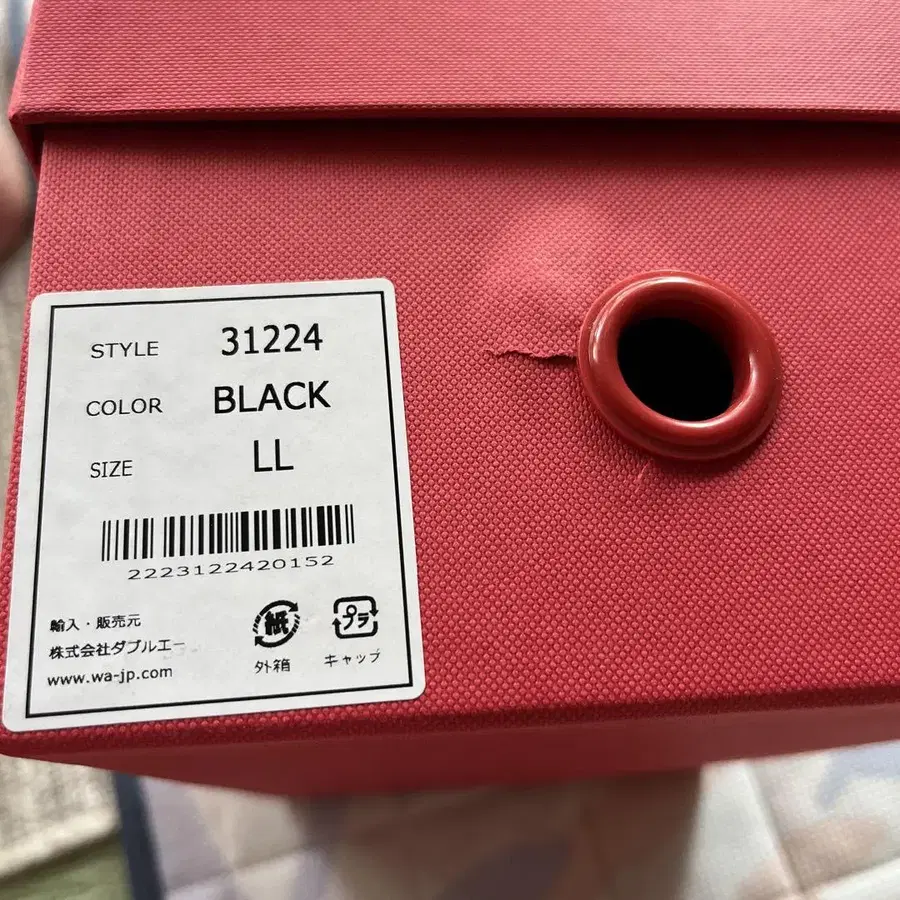 STYLE 31224
COLOR BLACK
SIZE LL
2223122420152
輸入・販売元
株式会社ダブルエー
www.wa-jp.com
紙
外箱
プラ
キャップ